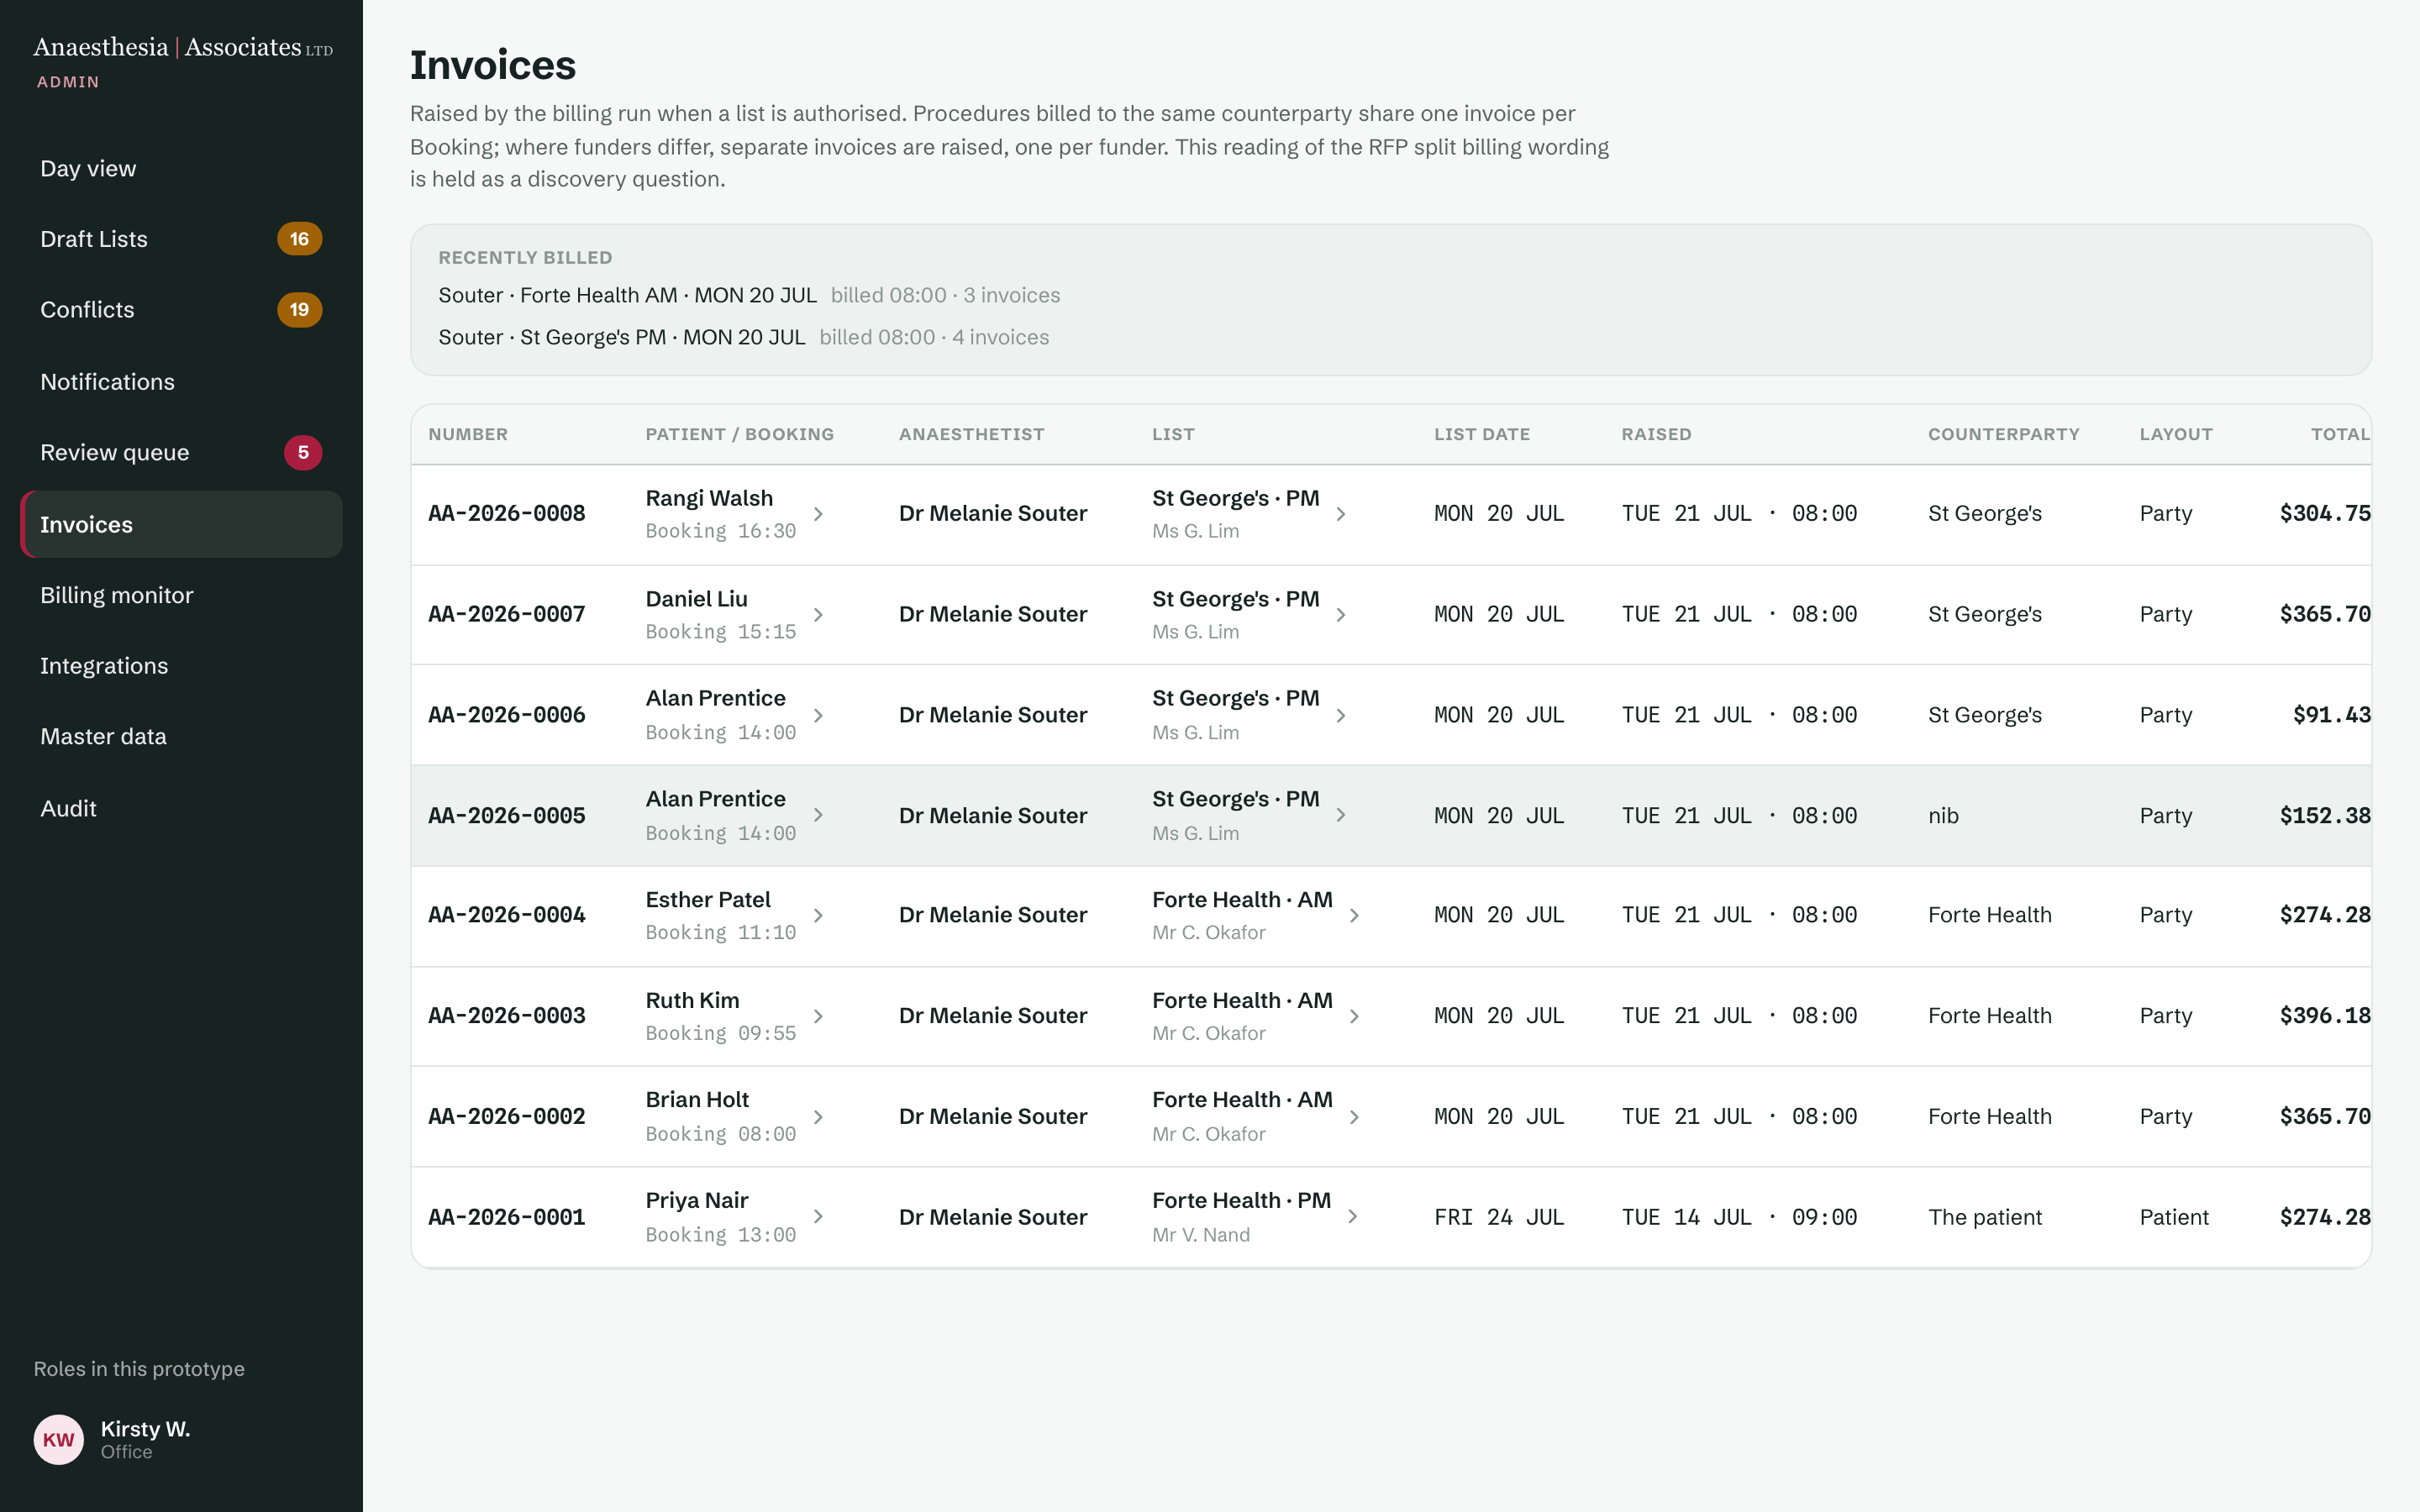 Anaesthesia | Associates LTD
ADMIN
Day view
Draft Lists 16
Conflicts 19
Notifications
Review queue 5
Invoices
Billing monitor
Integrations
Master data
Audit
Roles in this prototype
KW Kirsty W.
Office
Invoices
Raised by the billing run when a list is authorised. Procedures billed to the same counterparty share one invoice per
Booking; where funders differ, separate invoices are raised, one per funder. This reading of the RFP split billing wording
is held as a discovery question.
RECENTLY BILLED
Souter · Forte Health AM · MON 20 JUL billed 08:00 · 3 invoices
Souter · St George's PM · MON 20 JUL billed 08:00 · 4 invoices
NUMBER PATIENT / BOOKING ANAESTHETIST LIST LIST DATE RAISED COUNTERPARTY LAYOUT TOTAL
AA-2026-0008 Rangi Walsh Dr Melanie Souter St George's · PM MON 20 JUL TUE 21 JUL · 08:00 St George's Party $304.75
Booking 16:30 Ms G. Lim
AA-2026-0007 Daniel Liu Dr Melanie Souter St George's · PM MON 20 JUL TUE 21 JUL · 08:00 St George's Party $365.70
Booking 15:15 Ms G. Lim
AA-2026-0006 Alan Prentice Dr Melanie Souter St George's · PM MON 20 JUL TUE 21 JUL · 08:00 St George's Party $91.43
Booking 14:00 Ms G. Lim
AA-2026-0005 Alan Prentice Dr Melanie Souter St George's · PM MON 20 JUL TUE 21 JUL · 08:00 nib Party $152.38
Booking 14:00 Ms G. Lim
AA-2026-0004 Esther Patel Dr Melanie Souter Forte Health · AM MON 20 JUL TUE 21 JUL · 08:00 Forte Health Party $274.28
Booking 11:10 Mr C. Okafor
AA-2026-0003 Ruth Kim Dr Melanie Souter Forte Health · AM MON 20 JUL TUE 21 JUL · 08:00 Forte Health Party $396.18
Booking 09:55 Mr C. Okafor
AA-2026-0002 Brian Holt Dr Melanie Souter Forte Health · AM MON 20 JUL TUE 21 JUL · 08:00 Forte Health Party $365.70
Booking 08:00 Mr C. Okafor
AA-2026-0001 Priya Nair Dr Melanie Souter Forte Health · PM FRI 24 JUL TUE 14 JUL · 09:00 The patient Patient $274.28
Booking 13:00 Mr V. Nand